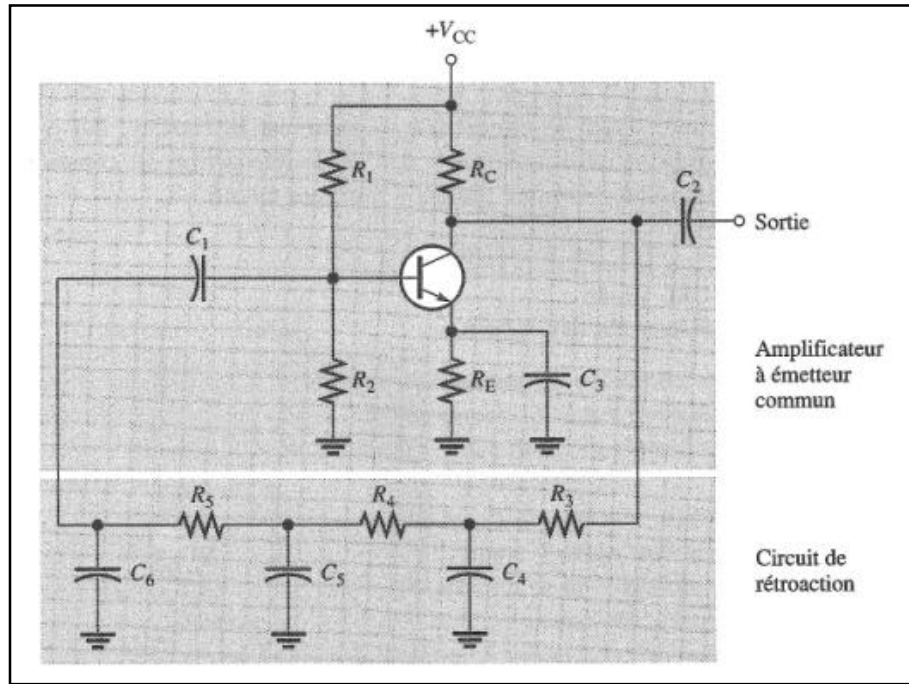 +V_CC
R_1
R_C
C_2
Sortie
C_1
R_2
R_E
C_3
Amplificateur
à émetteur
commun
R_5
R_4
R_3
C_6
C_5
C_4
Circuit de
rétroaction